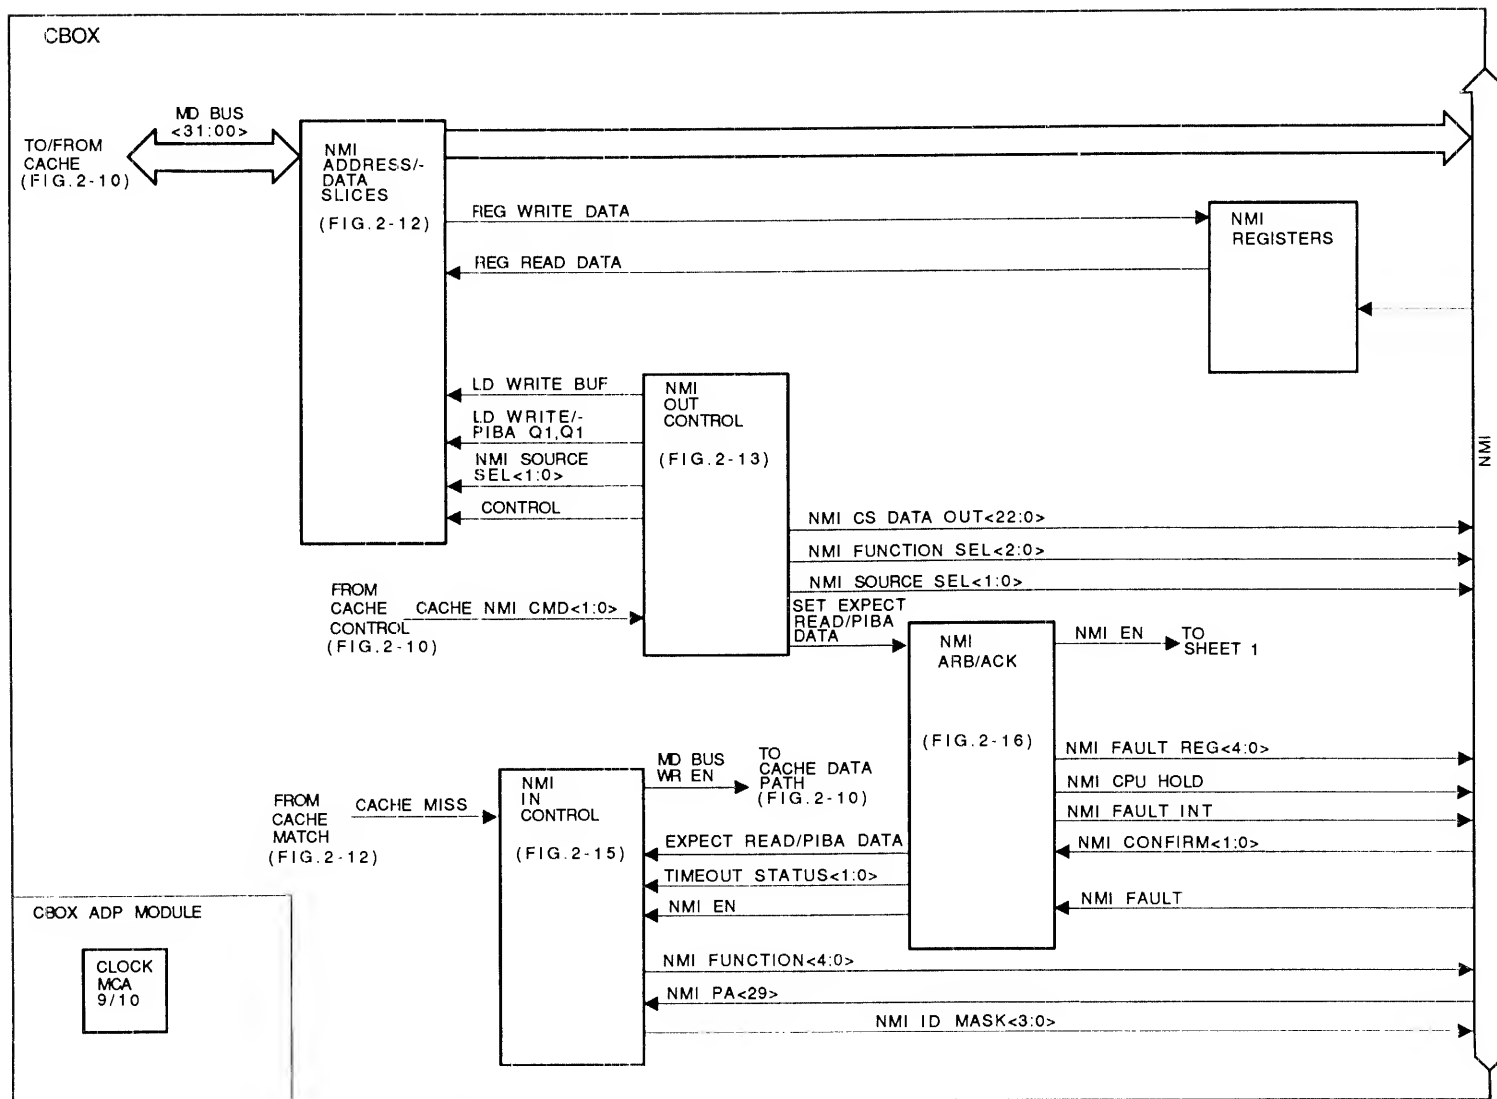 CBOX
MD BUS
<31:00>
TO/FROM
CACHE
(FIG.2-10)
NMI
ADDRESS/-
DATA
SLICES
(FIG.2-12)
REG WRITE DATA
REG READ DATA
NMI
REGISTERS
LD WRITE BUF
LD WRITE/-
PIBA Q1,Q1
NMI SOURCE
SEL<1:0>
CONTROL
NMI
OUT
CONTROL
(FIG.2-13)
NMI
NMI CS DATA OUT<22:0>
NMI FUNCTION SEL<2:0>
NMI SOURCE SEL<1:0>
FROM
CACHE
CONTROL
(FIG.2-10)
CACHE NMI CMD<1:0>
SET EXPECT
READ/PIBA
DATA
NMI
ARB/ACK
(FIG.2-16)
NMI EN
TO
SHEET 1
NMI FAULT REG<4:0>
NMI CPU HOLD
NMI FAULT INT
NMI CONFIRM<1:0>
NMI FAULT
MD BUS
WR EN
TO
CACHE DATA
PATH
(FIG.2-10)
NMI
IN
CONTROL
(FIG.2-15)
FROM
CACHE
MATCH
(FIG.2-12)
CACHE MISS
EXPECT READ/PIBA DATA
TIMEOUT STATUS<1:0>
NMI EN
NMI FUNCTION<4:0>
NMI PA<29>
NMI ID MASK<3:0>
CBOX ADP MODULE
CLOCK
MCA
9/10